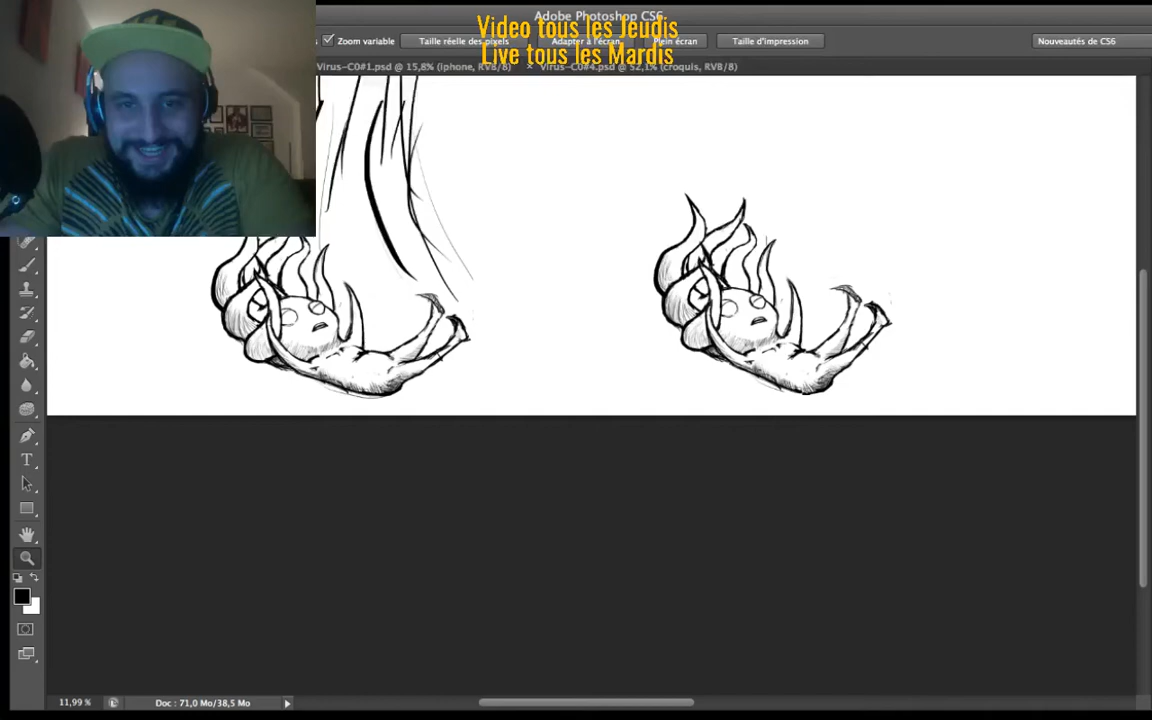 Adobe Photoshop CS6
Video tous les Jeudis
Live tous les Mardis
Zoom variable
Taille réelle des pixels
Adapter à l'écran
Plein écran
Taille d'impression
Nouveautés de CS6
Virus-C0#1.psd @ 15,8% (iphone, RVB/8)
Virus-C0#4.psd @ 52,1% (croquis, RVB/8)
T
11,99 %
Doc : 71,0 Mo/38,5 Mo